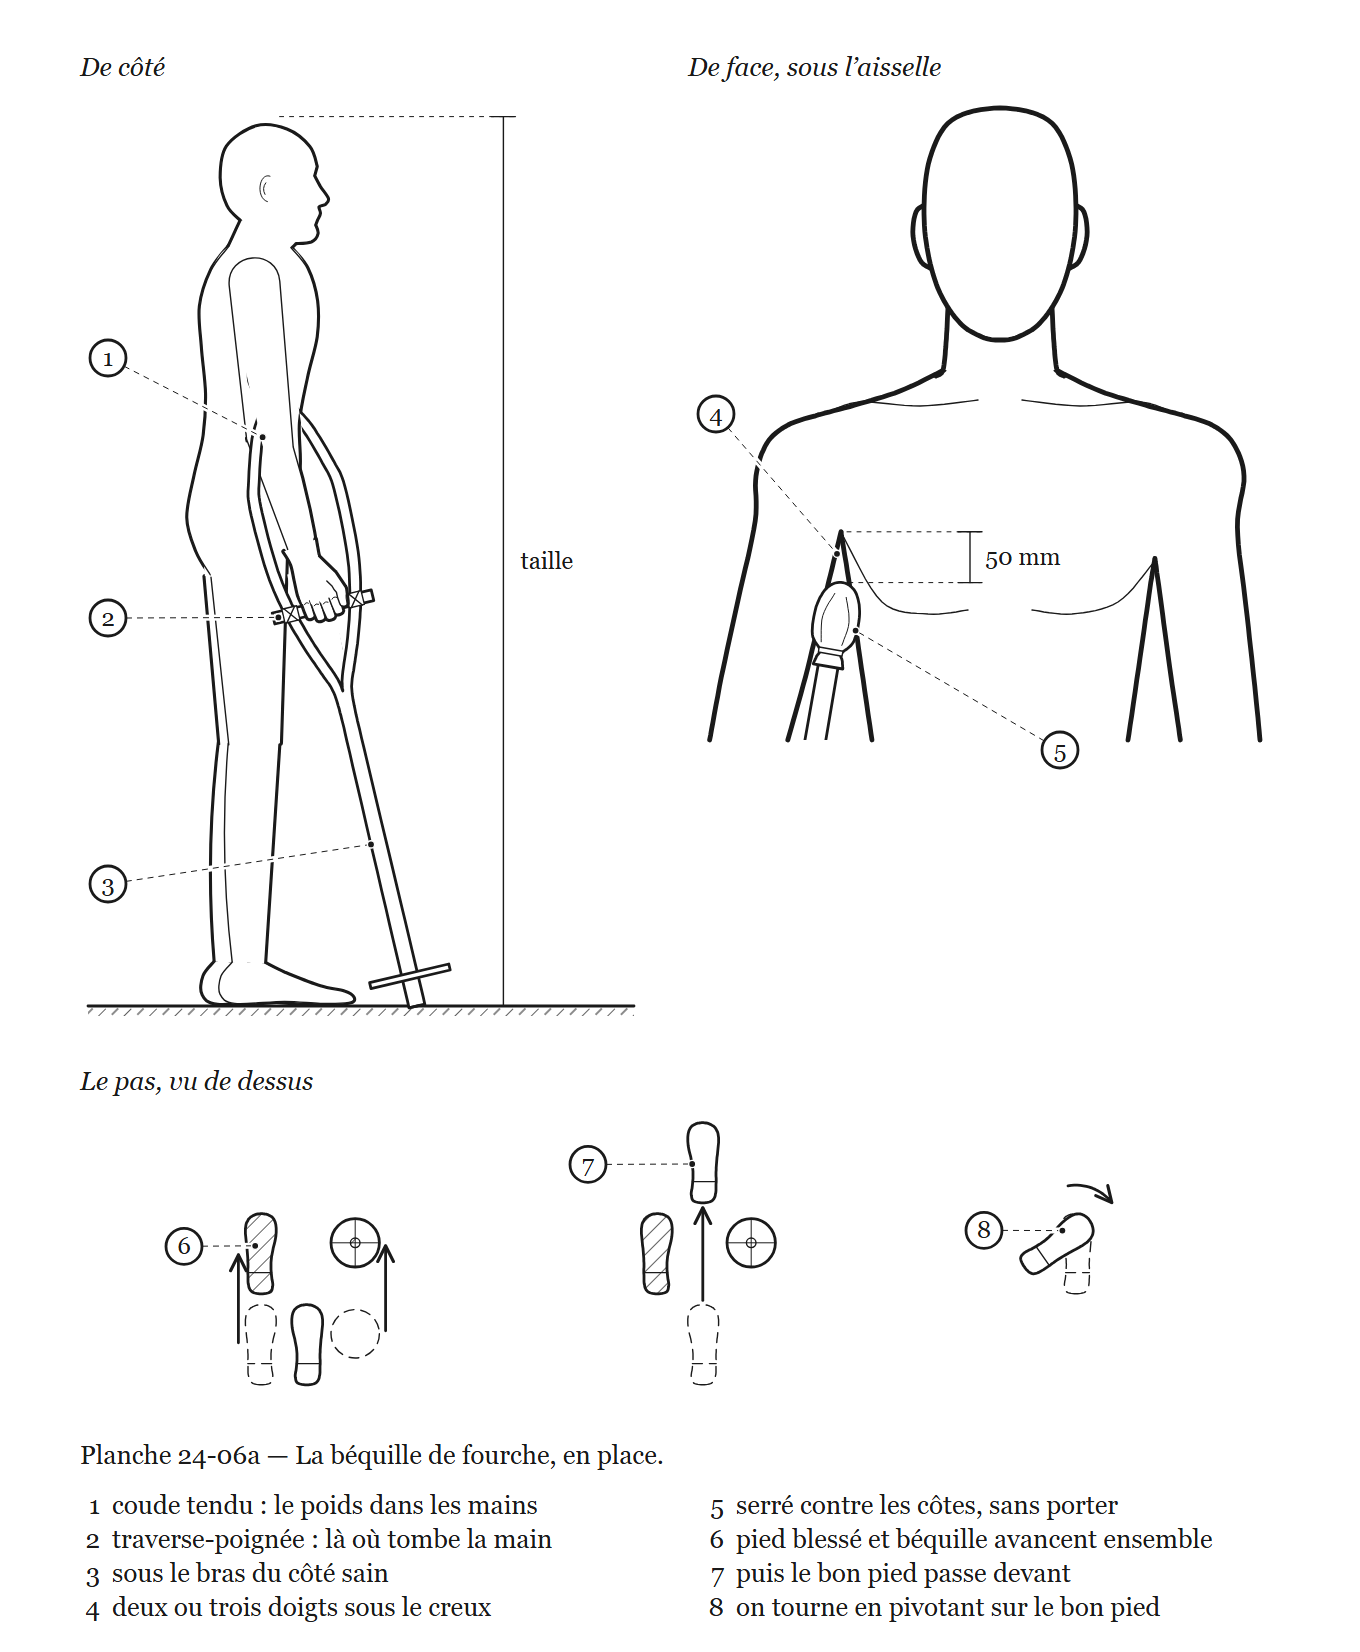 De côté
De face, sous l’aisselle
1
4
50 mm
taille
2
5
3
Le pas, vu de dessus
7
6
8
Planche 24-06a — La béquille de fourche, en place.
1 coude tendu : le poids dans les mains
2 traverse-poignée : là où tombe la main
3 sous le bras du côté sain
4 deux ou trois doigts sous le creux
5 serré contre les côtes, sans porter
6 pied blessé et béquille avancent ensemble
7 puis le bon pied passe devant
8 on tourne en pivotant sur le bon pied